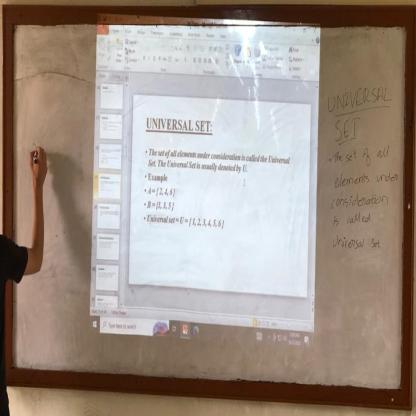 UNIVERSAL SET:
• The set of all elements under consideration is called the Universal
Set. The Universal Set is usually denoted by U.
• Example
• A = { 2, 4, 6 }
• B = {1, 3, 5 }
• Universal set = U = { 1, 2, 3, 4, 5, 6 }
Type here to search
UNIVERSAL
SET
• the set of all
elements under
consideration
is called
universal set